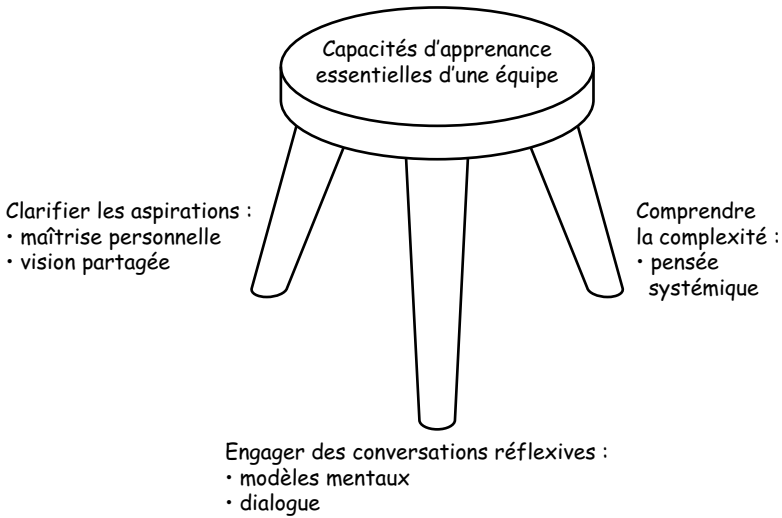 Capacités d’apprenance
essentielles d’une équipe
Clarifier les aspirations :
• maîtrise personnelle
• vision partagée
Comprendre
la complexité :
• pensée
systémique
Engager des conversations réflexives :
• modèles mentaux
• dialogue